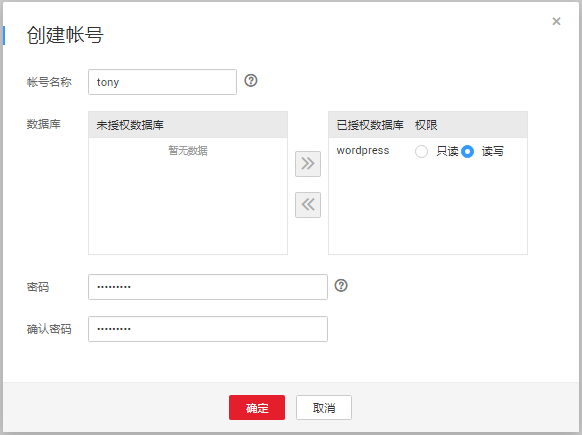 创建帐号
帐号名称 tony
数据库 未授权数据库 已授权数据库 权限
暂无数据 wordpress 只读 读写
密码 •••••••••
确认密码 •••••••••
确定 取消